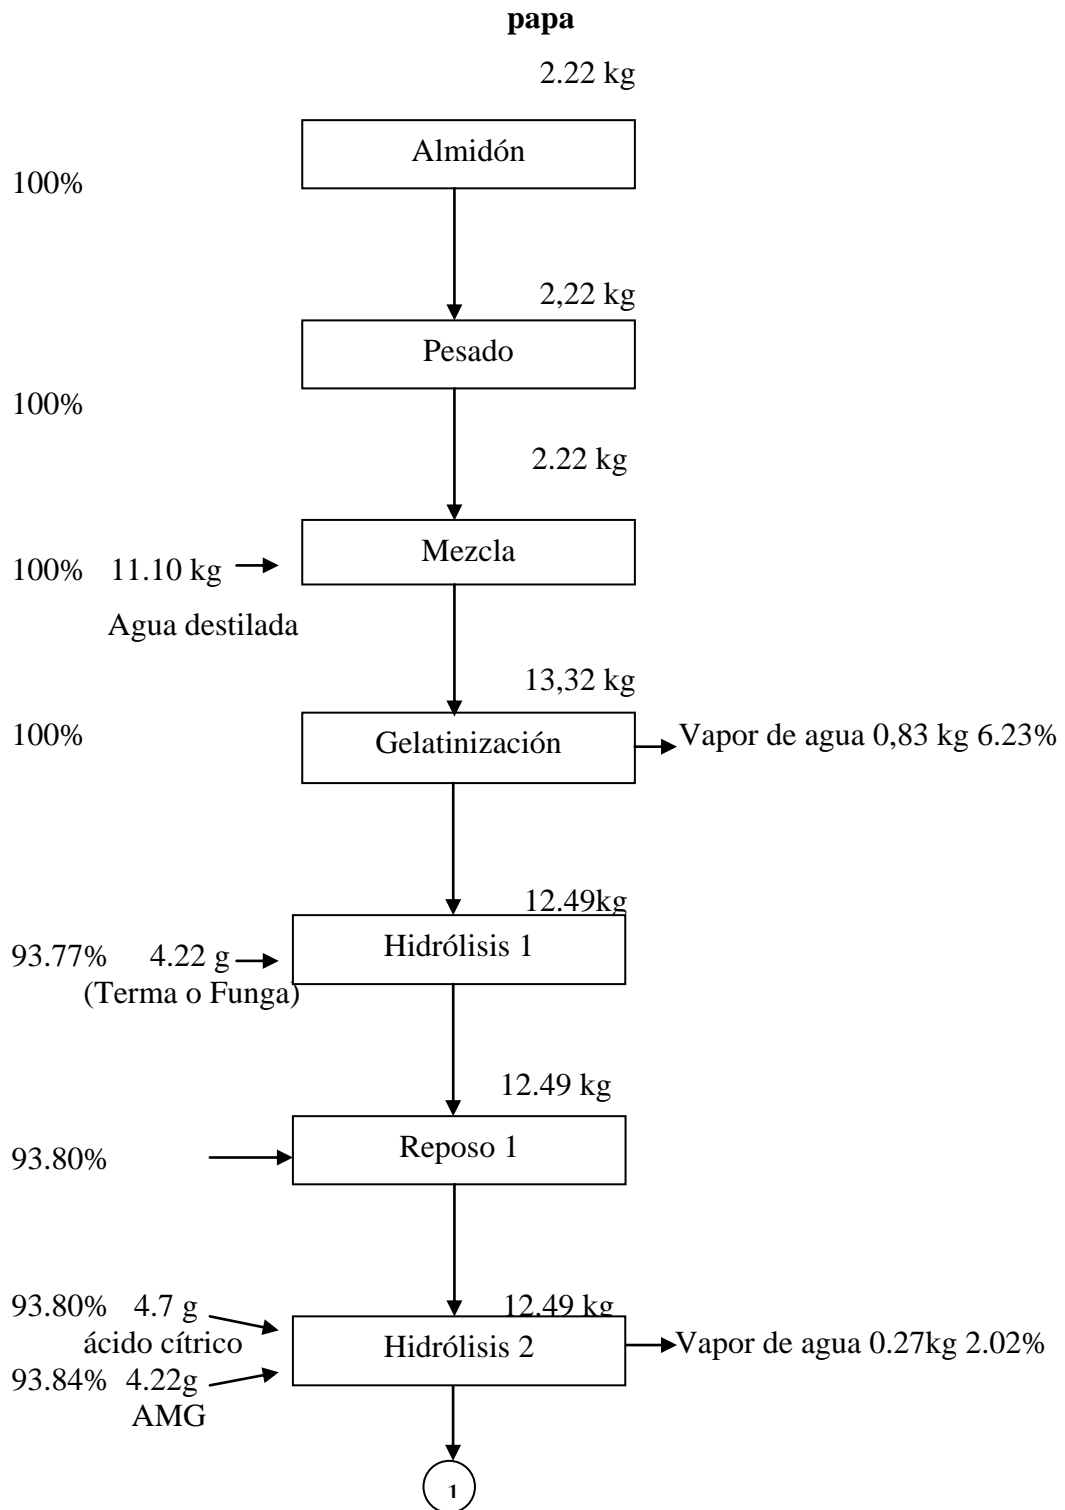 papa
2.22 kg
Almidón
100%
2,22 kg
Pesado
100%
2.22 kg
Mezcla
100% 11.10 kg
Agua destilada
13,32 kg
100%
Gelatinización
Vapor de agua 0,83 kg 6.23%
12.49kg
Hidrólisis 1
93.77% 4.22 g
(Terma o Funga)
12.49 kg
Reposo 1
93.80%
93.80% 4.7 g
12.49 kg
ácido cítrico
Hidrólisis 2
Vapor de agua 0.27kg 2.02%
93.84% 4.22g
AMG
1